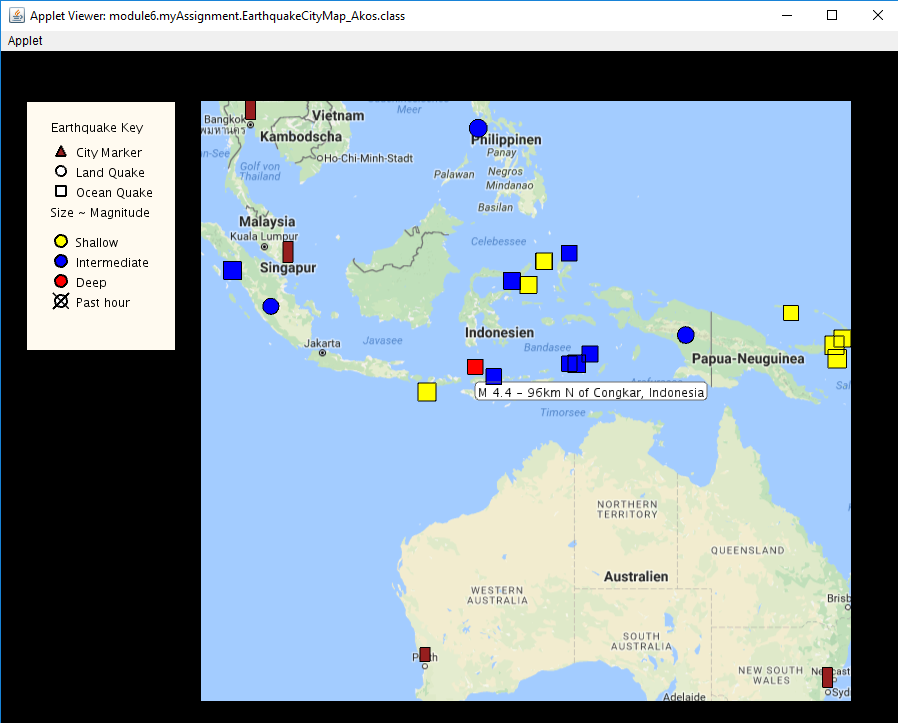 Applet Viewer: module6.myAssignment.EarthquakeCityMap_Akos.class
Applet
Earthquake Key
City Marker
Land Quake
Ocean Quake
Size ~ Magnitude
Shallow
Intermediate
Deep
Past hour
Meer
Bangkok
Vietnam
Kambodscha
Ho-Chi-Minh-Stadt
Golf von
Thailand
Philippinen
Panay
Palawan
Negros
Mindanao
Basilan
Malaysia
Kuala Lumpur
Celebessee
Singapur
Indonesien
Jakarta
Javasee
Bandasee
Papua-Neuguinea
M 4.4 - 96km N of Congkar, Indonesia
Timorsee
NORTHERN
TERRITORY
QUEENSLAND
Australien
WESTERN
AUSTRALIA
SOUTH
AUSTRALIA
NEW SOUTH
WALES
Adelaide